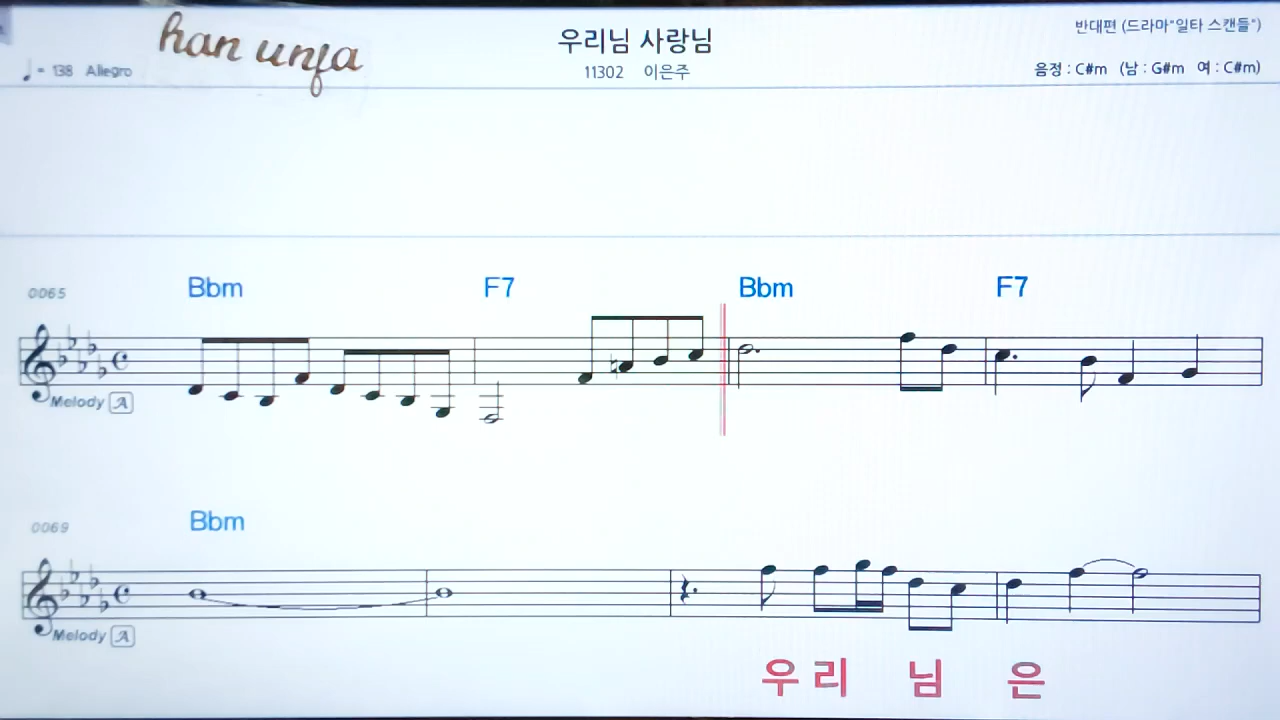 han unja
우리님 사랑님
반대편 (드라마"일타 스캔들")
♩ = 138 Allegro
11302 이은주
음정 : C#m (남 : G#m 여 : C#m)
0065 Bbm F7 Bbm F7
Melody A
0069 Bbm
Melody A
우 리 님 은